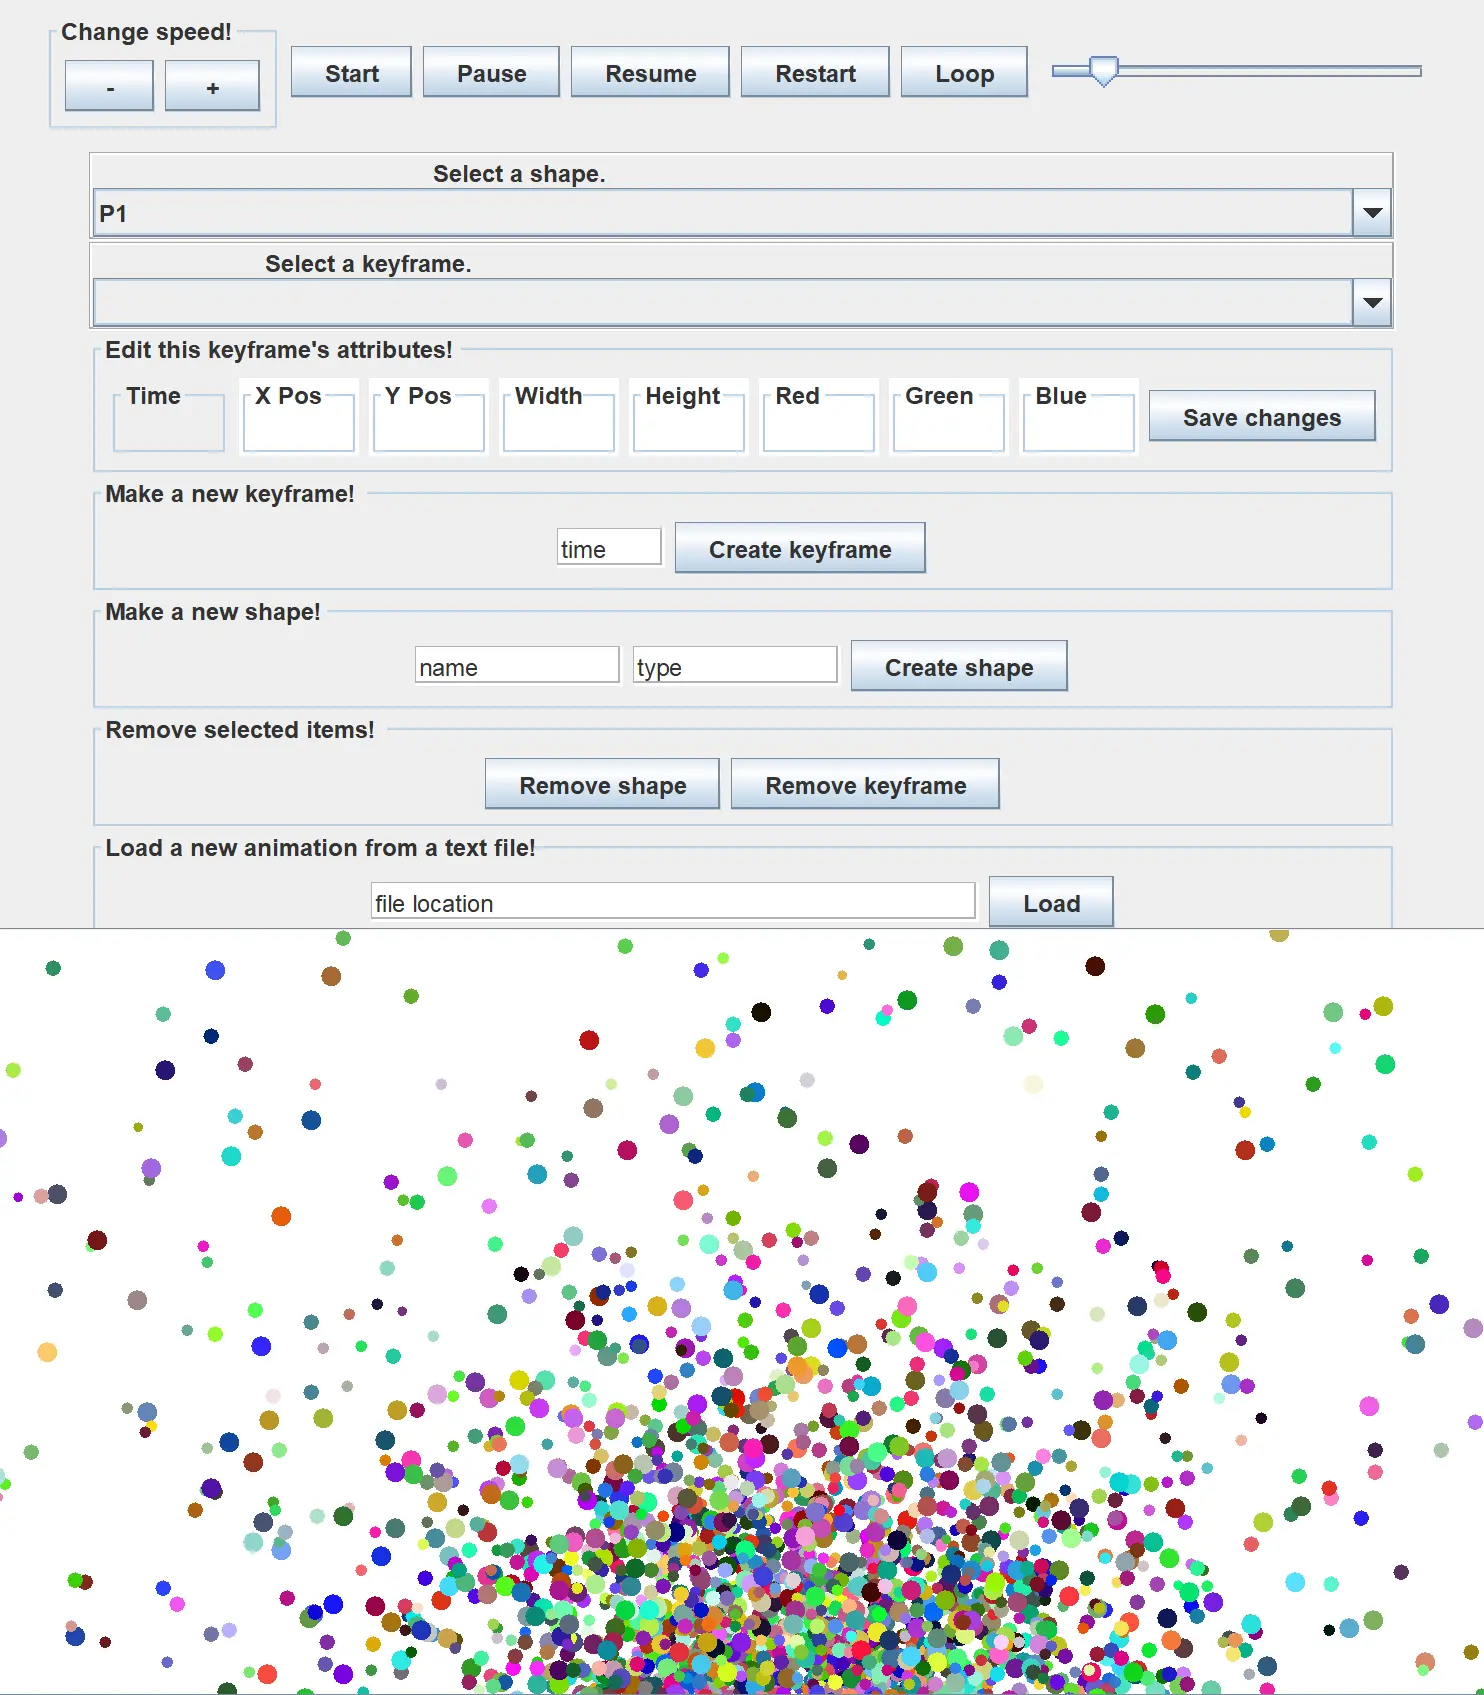 Change speed!
- + Start Pause Resume Restart Loop
Select a shape.
P1
Select a keyframe.
Edit this keyframe's attributes!
Time X Pos Y Pos Width Height Red Green Blue Save changes
Make a new keyframe!
time Create keyframe
Make a new shape!
name type Create shape
Remove selected items!
Remove shape Remove keyframe
Load a new animation from a text file!
file location Load